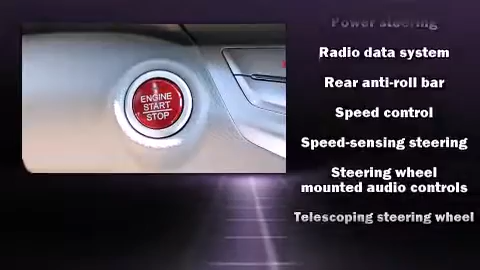 ENGINE
START
STOP
Power steering
Radio data system
Rear anti-roll bar
Speed control
Speed-sensing steering
Steering wheel
mounted audio controls
Telescoping steering wheel